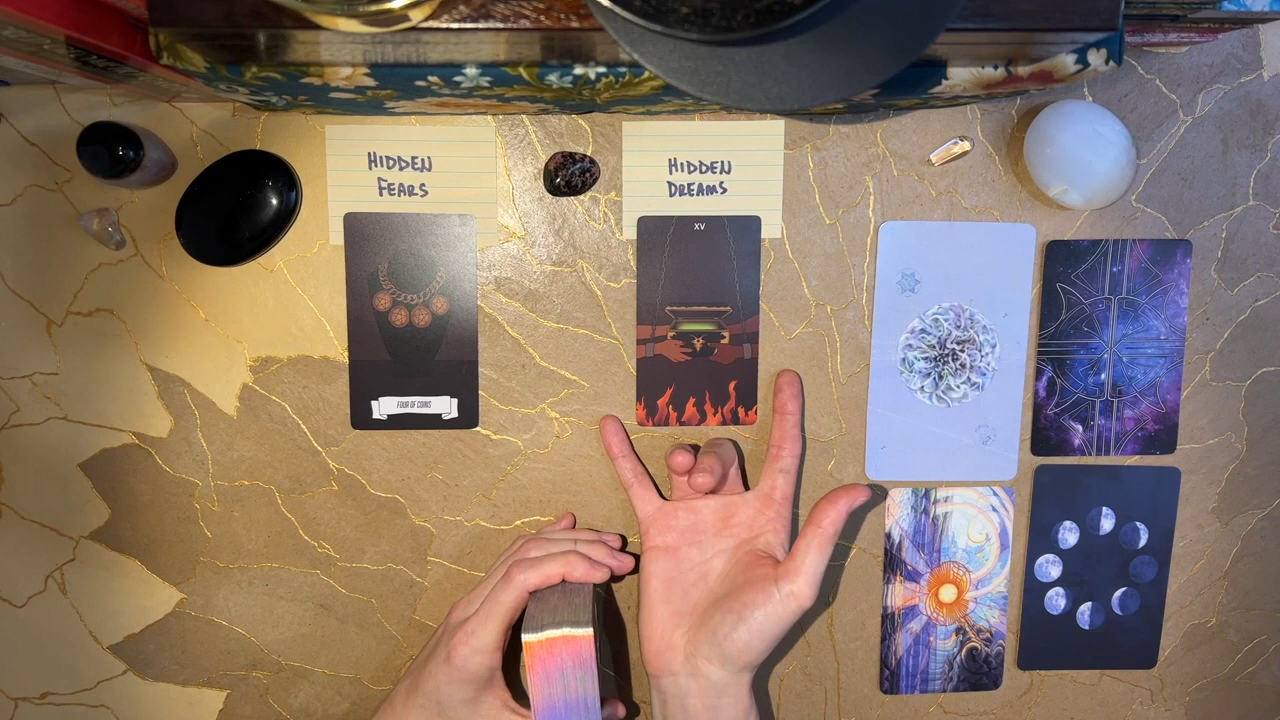 HIDDEN
FEARS
HIDDEN
DREAMS
XV
FOUR OF COINS